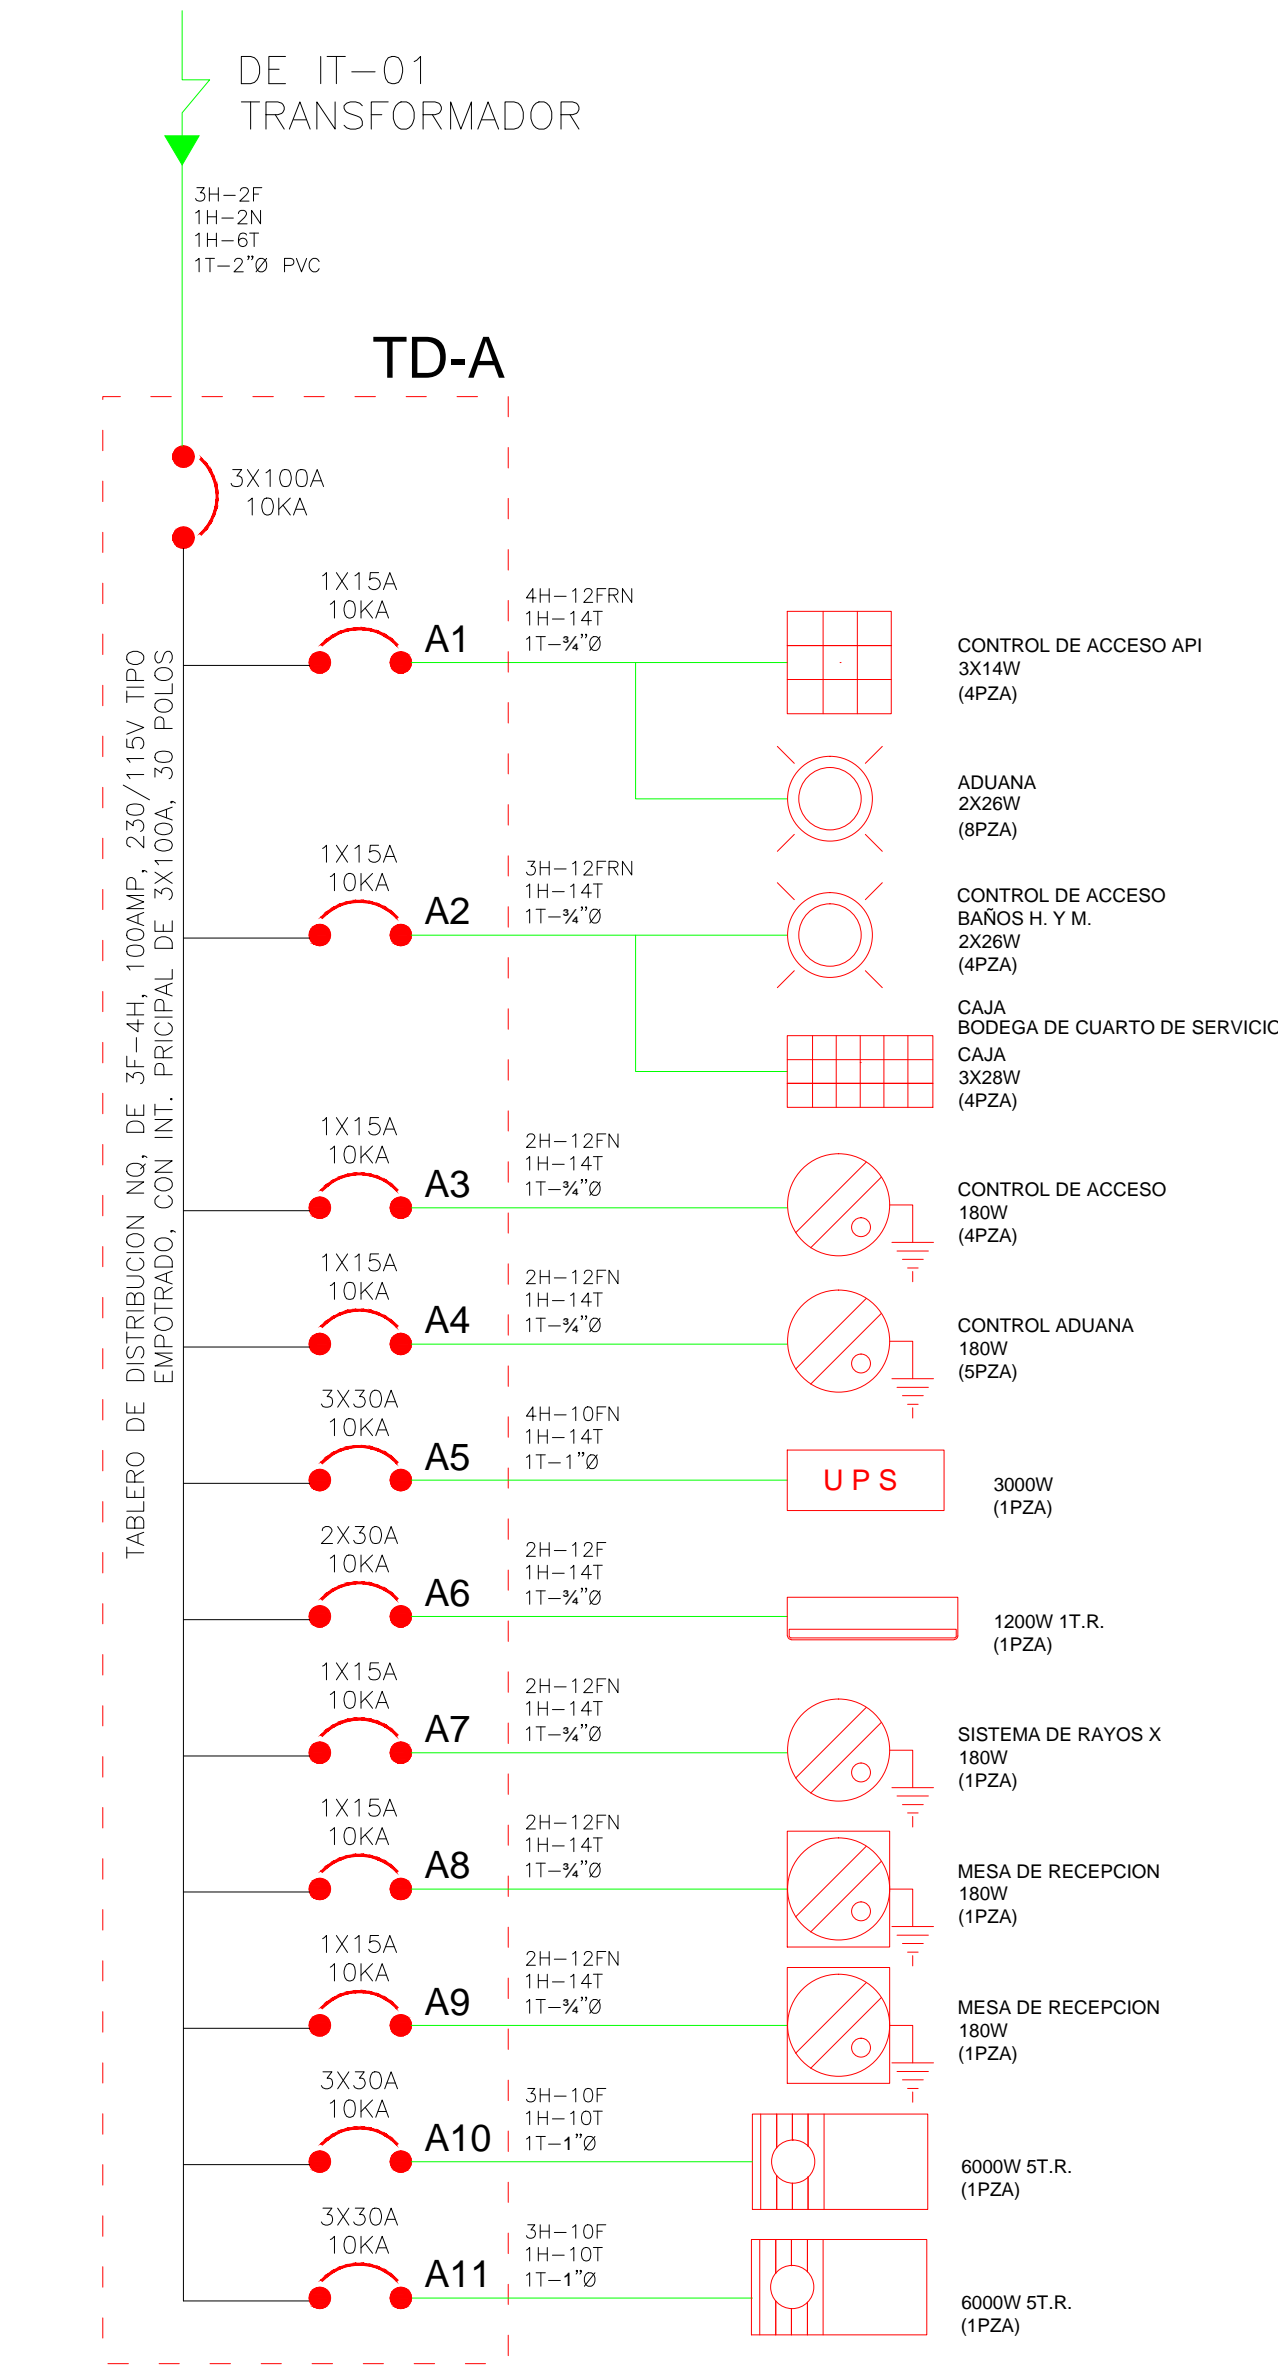 DE IT-01
TRANSFORMADOR
3H-2F
1H-2N
1H-6T
1T-2"Ø PVC
TD-A
3X100A
10KA
TABLERO DE DISTRIBUCION NQ, DE 3F-4H, 100AMP, 230/115V TIPO
EMPOTRADO, CON INT. PRICIPAL DE 3X100A, 30 POLOS
1X15A
10KA
A1
4H-12FRN
1H-14T
1T-¾"Ø
CONTROL DE ACCESO API
3X14W
(4PZA)
ADUANA
2X26W
(8PZA)
1X15A
10KA
A2
3H-12FRN
1H-14T
1T-¾"Ø
CONTROL DE ACCESO
BAÑOS H. Y M.
2X26W
(4PZA)
CAJA
BODEGA DE CUARTO DE SERVICIO
CAJA
3X28W
(4PZA)
1X15A
10KA
A3
2H-12FN
1H-14T
1T-¾"Ø
CONTROL DE ACCESO
180W
(4PZA)
1X15A
10KA
A4
2H-12FN
1H-14T
1T-¾"Ø
CONTROL ADUANA
180W
(5PZA)
3X30A
10KA
A5
4H-10FN
1H-14T
1T-1"Ø
UPS
3000W
(1PZA)
2X30A
10KA
A6
2H-12F
1H-14T
1T-¾"Ø
1200W 1T.R.
(1PZA)
1X15A
10KA
A7
2H-12FN
1H-14T
1T-¾"Ø
SISTEMA DE RAYOS X
180W
(1PZA)
1X15A
10KA
A8
2H-12FN
1H-14T
1T-¾"Ø
MESA DE RECEPCION
180W
(1PZA)
1X15A
10KA
A9
2H-12FN
1H-14T
1T-¾"Ø
MESA DE RECEPCION
180W
(1PZA)
3X30A
10KA
A10
3H-10F
1H-10T
1T-1"Ø
6000W 5T.R.
(1PZA)
3X30A
10KA
A11
3H-10F
1H-10T
1T-1"Ø
6000W 5T.R.
(1PZA)